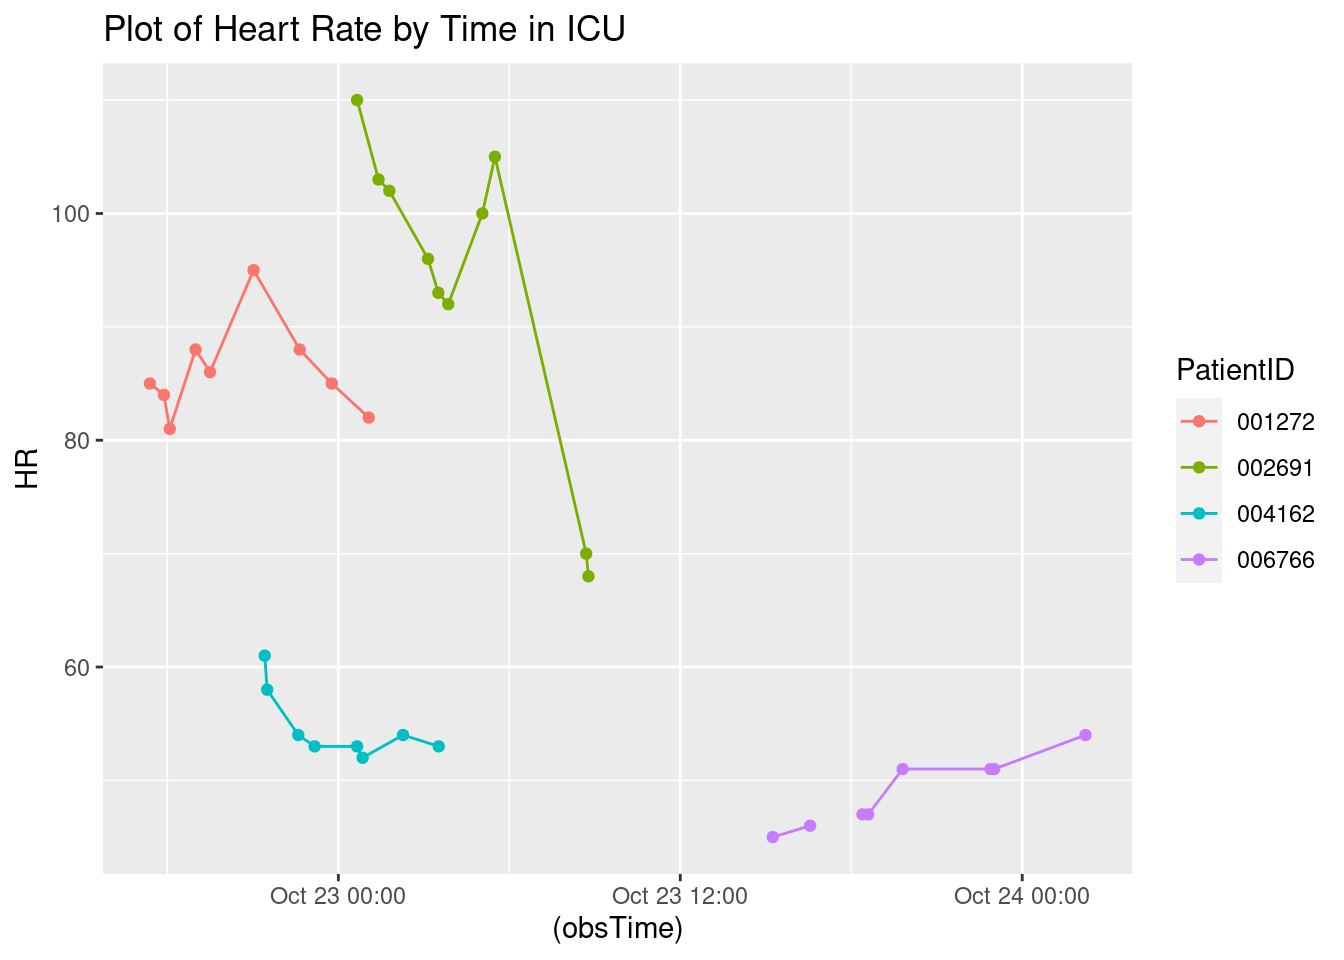 Plot of Heart Rate by Time in ICU
HR
100
80
60
Oct 23 00:00
Oct 23 12:00
Oct 24 00:00
(obsTime)
PatientID
001272
002691
004162
006766